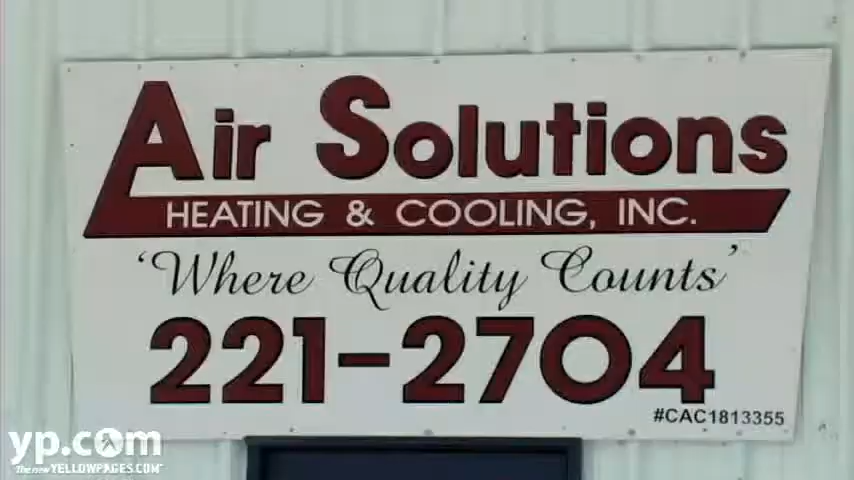 Air Solutions
HEATING & COOLING, INC.
'Where Quality Counts'
221-2704
#CAC1813355
yp.com
The new YELLOWPAGES.COM